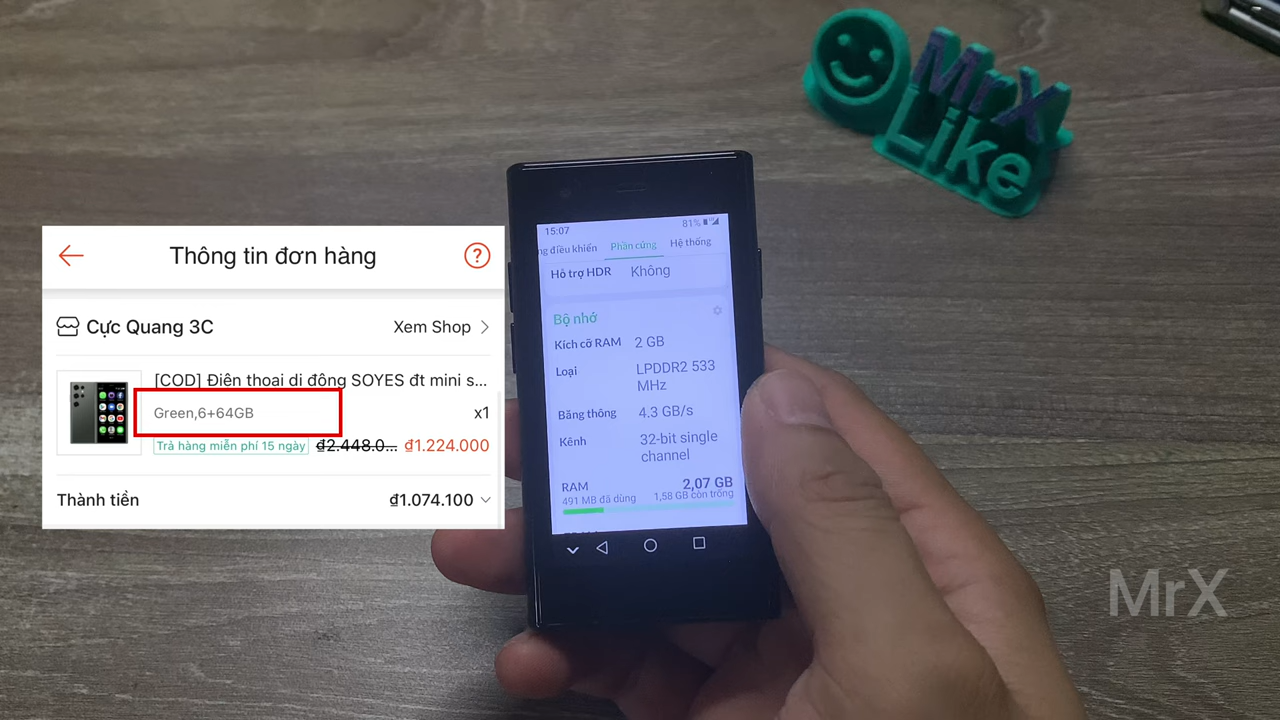 MrX
Like
Thông tin đơn hàng
?
Cực Quang 3C
Xem Shop
[COD] Điện thoại di động SOYES đt mini s...
Green,6+64GB
x1
Trả hàng miễn phí 15 ngày
₫2.448.0...
₫1.224.000
Thành tiền
₫1.074.100
15:07
81%
ng điều khiển
Phần cứng
Hệ thống
Hỗ trợ HDR
Không
Bộ nhớ
Kích cỡ RAM
2 GB
Loại
LPDDR2 533
MHz
Băng thông
4.3 GB/s
Kênh
32-bit single
channel
RAM
2,07 GB
491 MB đã dùng
1,58 GB còn trống
MrX